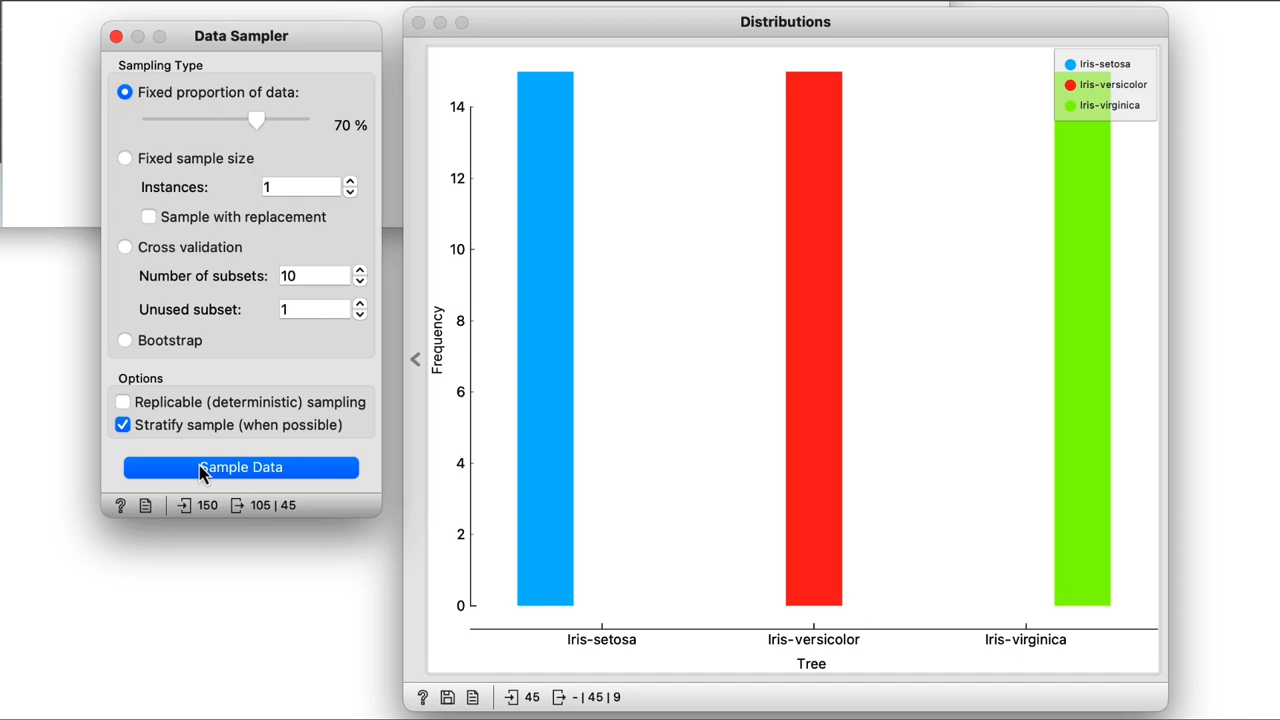 Data Sampler
Sampling Type
Fixed proportion of data:
70 %
Fixed sample size
Instances: 1
Sample with replacement
Cross validation
Number of subsets: 10
Unused subset: 1
Bootstrap
Options
Replicable (deterministic) sampling
Stratify sample (when possible)
Sample Data
? 150 105 | 45
Distributions
Iris-setosa
Iris-versicolor
Iris-virginica
14
12
10
8
6
4
2
0
Frequency
Iris-setosa Iris-versicolor Iris-virginica
Tree
? 45 - | 45 | 9